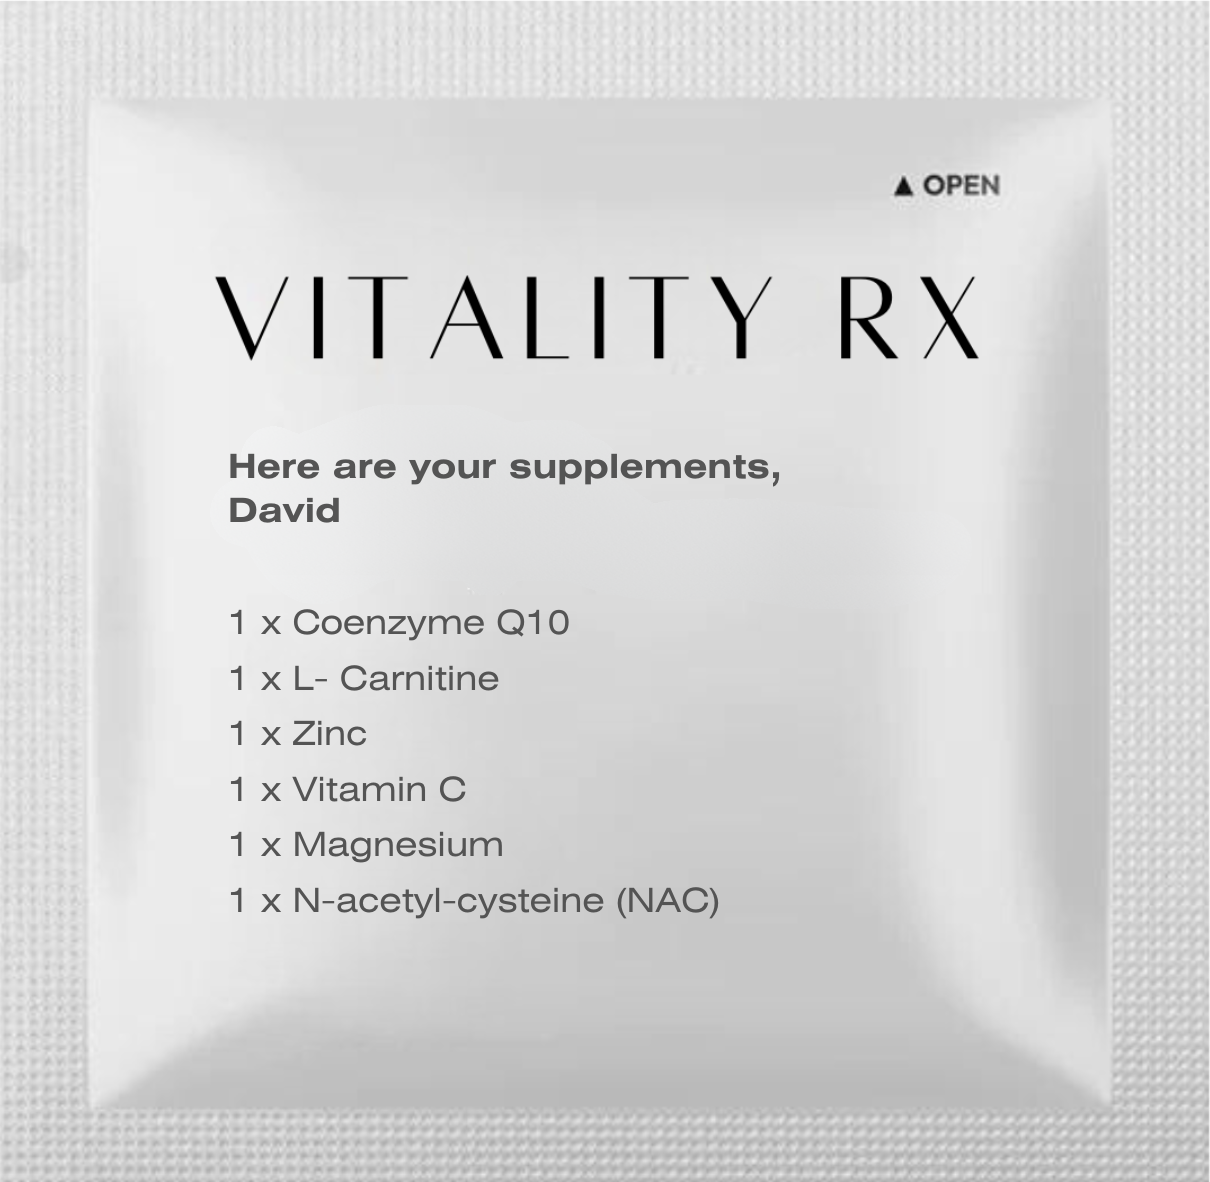 ▲ OPEN
VITALITY RX
Here are your supplements,
David
1 x Coenzyme Q10
1 x L- Carnitine
1 x Zinc
1 x Vitamin C
1 x Magnesium
1 x N-acetyl-cysteine (NAC)